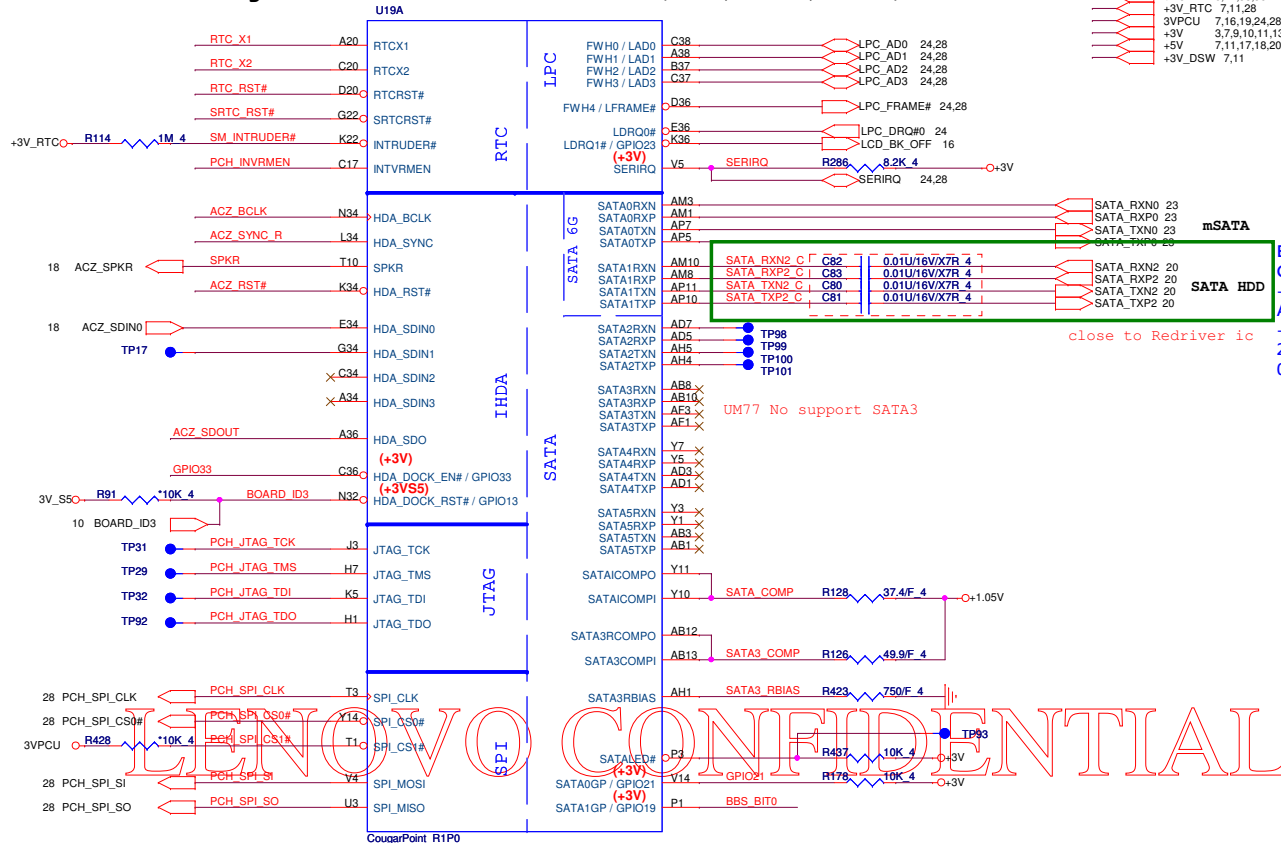 U19A
+3V_RTC 7,11,28
3VPCU 7,16,19,24,28
+3V 3,7,9,10,11,13
+5V 7,11,17,18,20
+3V_DSW 7,11
RTC_X1 A20 RTCX1
RTC_X2 C20 RTCX2
RTC_RST# D20 RTCRST#
SRTC_RST# G22 SRTCRST#
+3V_RTC R114 1M_4 SM_INTRUDER# K22 INTRUDER#
PCH_INVRMEN C17 INTVRMEN
RTC
LPC
FWH0 / LAD0 C38 LPC_AD0 24,28
FWH1 / LAD1 A38 LPC_AD1 24,28
FWH2 / LAD2 B37 LPC_AD2 24,28
FWH3 / LAD3 C37 LPC_AD3 24,28
FWH4 / LFRAME# D36 LPC_FRAME# 24,28
LDRQ0# E36 LPC_DRQ#0 24
LDRQ1# / GPIO23 K36 LCD_BK_OFF 16
(+3V)
SERIRQ V5 SERIRQ R286 8.2K_4 +3V
SERIRQ 24,28
ACZ_BCLK N34 HDA_BCLK
ACZ_SYNC_R L34 HDA_SYNC
18 ACZ_SPKR SPKR T10 SPKR
ACZ_RST# K34 HDA_RST#
18 ACZ_SDIN0 E34 HDA_SDIN0
TP17 G34 HDA_SDIN1
C34 HDA_SDIN2
A34 HDA_SDIN3
ACZ_SDOUT A36 HDA_SDO
(+3V)
GPIO33 C36 HDA_DOCK_EN# / GPIO33
(+3VS5)
3V_S5 R91 *10K_4 BOARD_ID3 N32 HDA_DOCK_RST# / GPIO13
10 BOARD_ID3
IHDA
SATA 6G
SATA
SATA0RXN AM3 SATA_RXN0 23
SATA0RXP AM1 SATA_RXP0 23
SATA0TXN AP7 SATA_TXN0 23
SATA0TXP AP5 SATA_TXP0 23
mSATA
SATA1RXN AM10 SATA_RXN2_C C82 0.01U/16V/X7R_4 SATA_RXN2 20
SATA1RXP AM8 SATA_RXP2_C C83 0.01U/16V/X7R_4 SATA_RXP2 20
SATA1TXN AP11 SATA_TXN2_C C80 0.01U/16V/X7R_4 SATA_TXN2 20
SATA1TXP AP10 SATA_TXP2_C C81 0.01U/16V/X7R_4 SATA_TXP2 20
SATA HDD
close to Redriver ic
SATA2RXN AD7 TP98
SATA2RXP AD5 TP99
SATA2TXN AH5 TP100
SATA2TXP AH4 TP101
SATA3RXN AB8
SATA3RXP AB10
SATA3TXN AF3
SATA3TXP AF1
UM77 No support SATA3
SATA4RXN Y7
SATA4RXP Y5
SATA4TXN AD3
SATA4TXP AD1
SATA5RXN Y3
SATA5RXP Y1
SATA5TXN AB3
SATA5TXP AB1
SATAICOMPO Y11
SATAICOMPI Y10 SATA_COMP R128 37.4/F_4 +1.05V
SATA3RCOMPO AB12
SATA3COMPI AB13 SATA3_COMP R126 49.9/F_4
SATA3RBIAS AH1 SATA3_RBIAS R423 750/F_4
TP31 PCH_JTAG_TCK J3 JTAG_TCK
TP29 PCH_JTAG_TMS H7 JTAG_TMS
TP32 PCH_JTAG_TDI K5 JTAG_TDI
TP92 PCH_JTAG_TDO H1 JTAG_TDO
JTAG
28 PCH_SPI_CLK PCH_SPI_CLK T3 SPI_CLK
28 PCH_SPI_CS0# PCH_SPI_CS0# Y14 SPI_CS0#
3VPCU R428 *10K_4 PCH_SPI_CS1# T1 SPI_CS1#
28 PCH_SPI_SI PCH_SPI_SI V4 SPI_MOSI
28 PCH_SPI_SO PCH_SPI_SO U3 SPI_MISO
SPI
LENOVO CONFIDENTIAL
TP93
SATALED# P3 R437 10K_4 +3V
(+3V)
SATA0GP / GPIO21 V14 GPIO21 R178 10K_4 +3V
(+3V)
SATA1GP / GPIO19 P1 BBS_BIT0
CougarPoint_R1P0